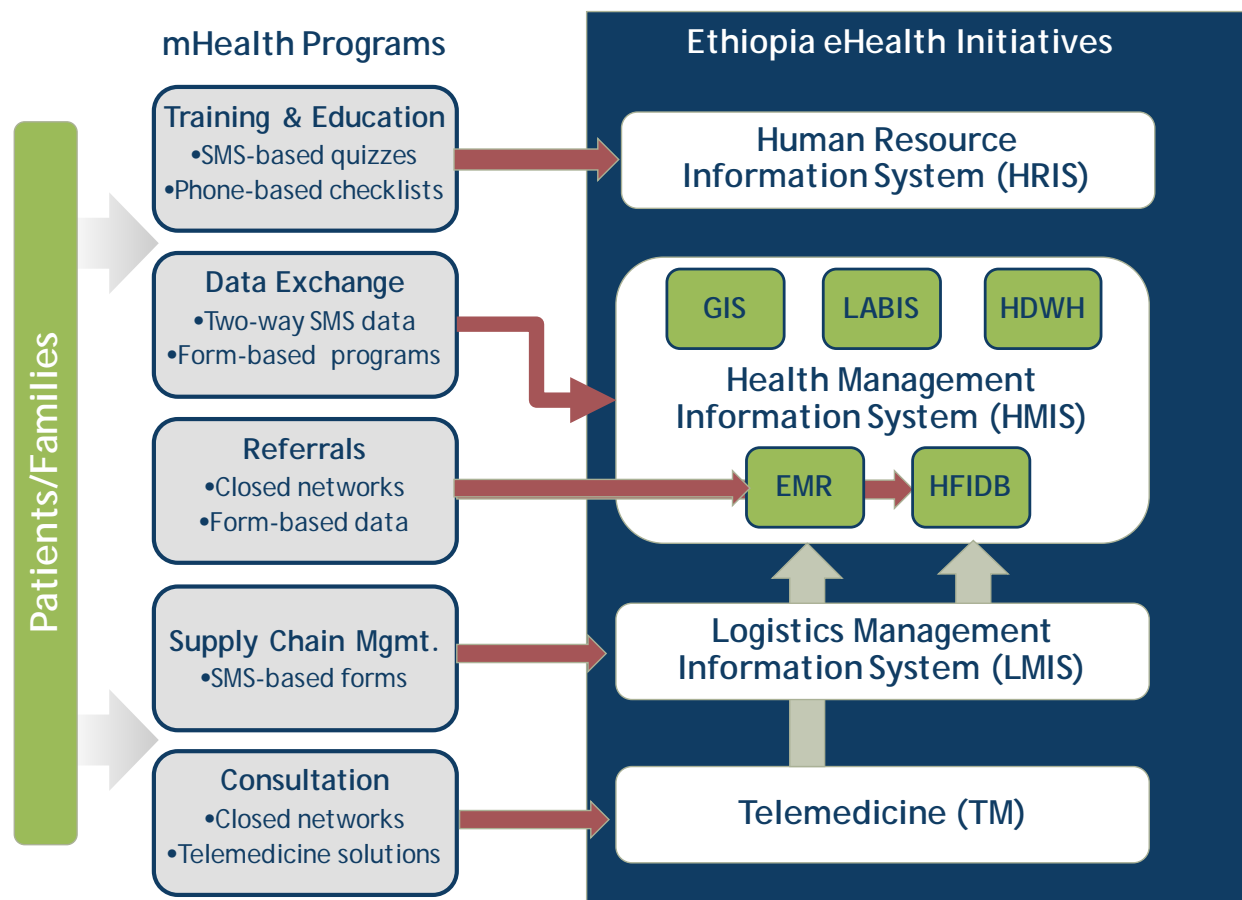 mHealth Programs
Ethiopia eHealth Initiatives
Patients/Families
Training & Education
•SMS-based quizzes
•Phone-based checklists
Data Exchange
•Two-way SMS data
•Form-based programs
Referrals
•Closed networks
•Form-based data
Supply Chain Mgmt.
•SMS-based forms
Consultation
•Closed networks
•Telemedicine solutions
Human Resource
Information System (HRIS)
GIS
LABIS
HDWH
Health Management
Information System (HMIS)
EMR
HFIDB
Logistics Management
Information System (LMIS)
Telemedicine (TM)